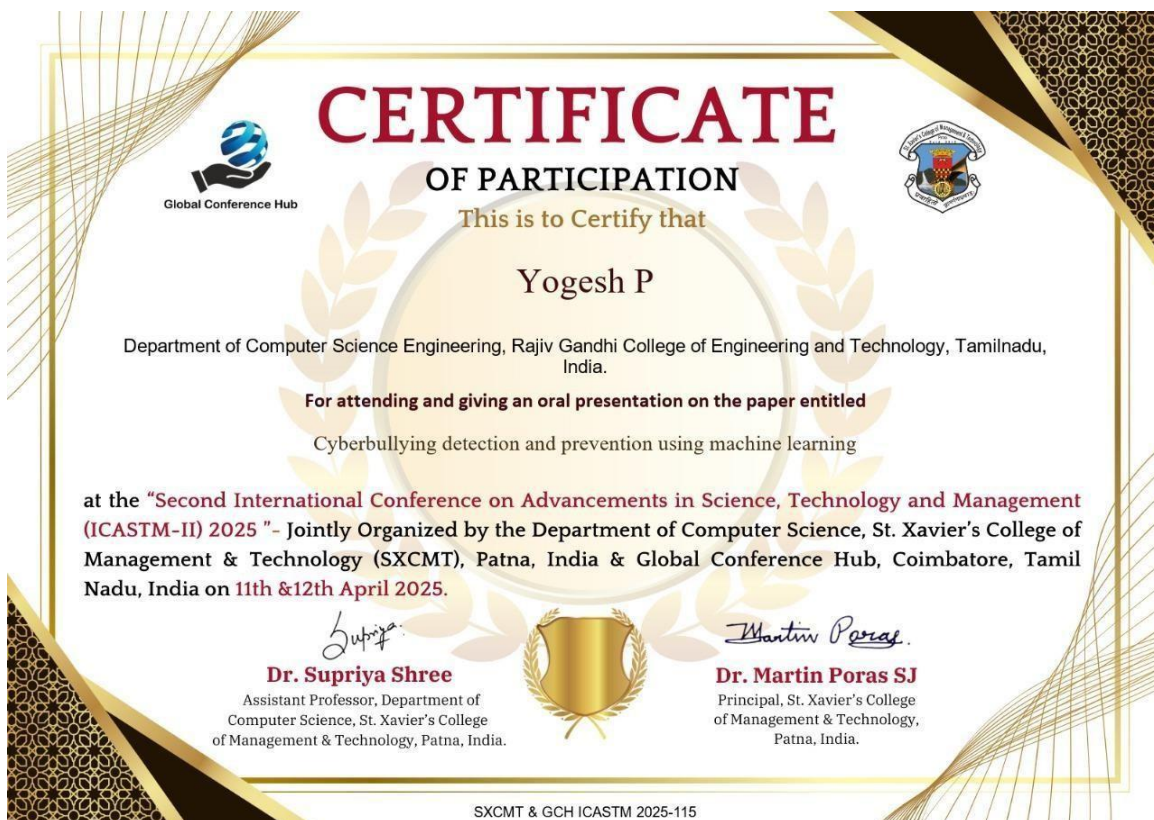 CERTIFICATE
OF PARTICIPATION
Global Conference Hub
St. Xavier's College of Management & Technology
This is to Certify that
Yogesh P
Department of Computer Science Engineering, Rajiv Gandhi College of Engineering and Technology, Tamilnadu,
India.
For attending and giving an oral presentation on the paper entitled
Cyberbullying detection and prevention using machine learning
at the “Second International Conference on Advancements in Science, Technology and Management
(ICASTM-II) 2025 ”- Jointly Organized by the Department of Computer Science, St. Xavier’s College of
Management & Technology (SXCMT), Patna, India & Global Conference Hub, Coimbatore, Tamil
Nadu, India on 11th &12th April 2025.
Supriya.
Martin Poras.
Dr. Supriya Shree
Assistant Professor, Department of
Computer Science, St. Xavier’s College
of Management & Technology, Patna, India.
Dr. Martin Poras SJ
Principal, St. Xavier’s College
of Management & Technology,
Patna, India.
SXCMT & GCH ICASTM 2025-115